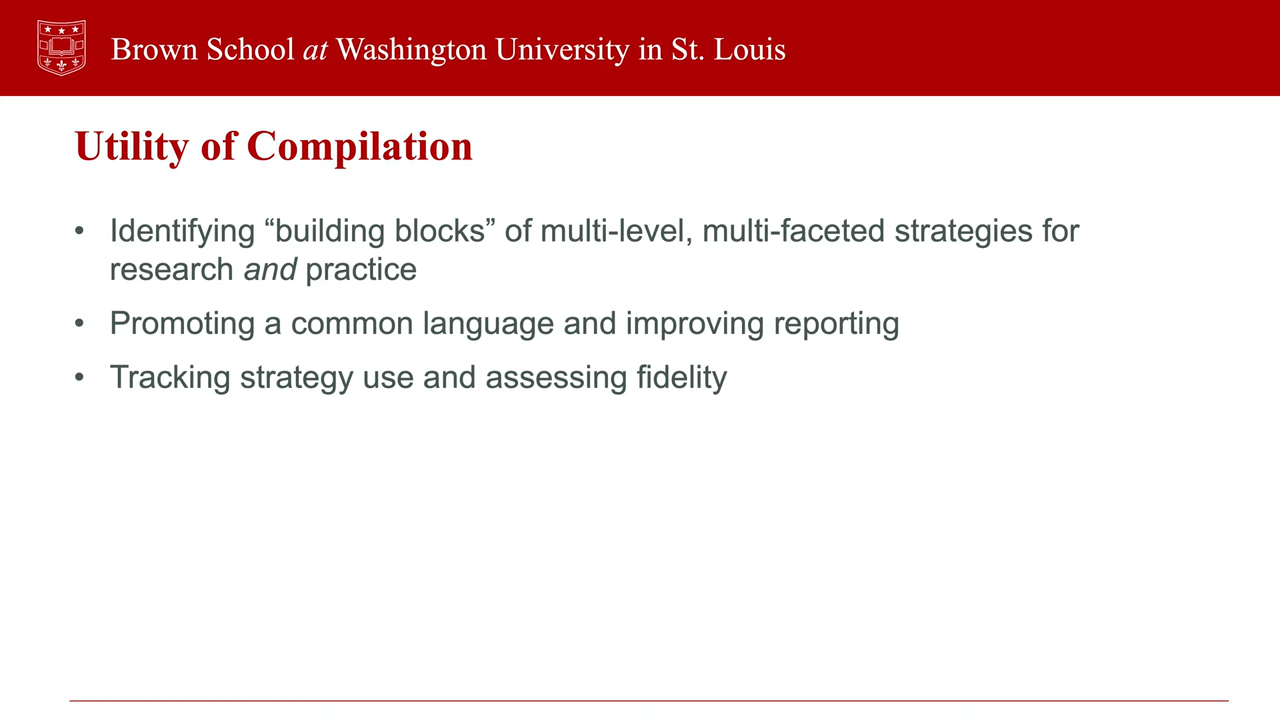 Brown School at Washington University in St. Louis
Utility of Compilation
• Identifying “building blocks” of multi-level, multi-faceted strategies for
research and practice
• Promoting a common language and improving reporting
• Tracking strategy use and assessing fidelity